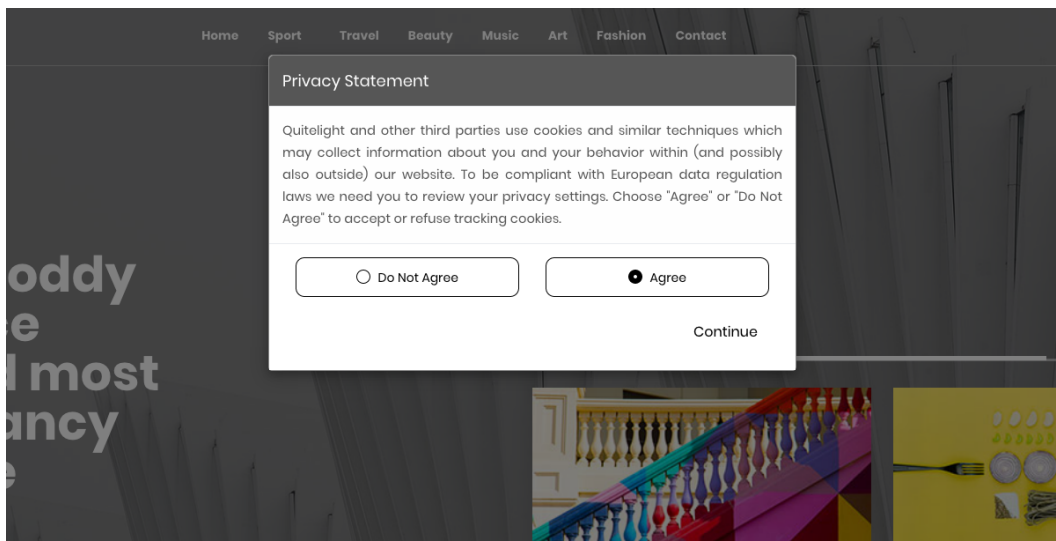 Home Sport Travel Beauty Music Art Fashion Contact
Privacy Statement
Quitelight and other third parties use cookies and similar techniques which
may collect information about you and your behavior within (and possibly
also outside) our website. To be compliant with European data regulation
laws we need you to review your privacy settings. Choose "Agree" or "Do Not
Agree" to accept or refuse tracking cookies.
Do Not Agree Agree
Continue
oddy
most
ancy